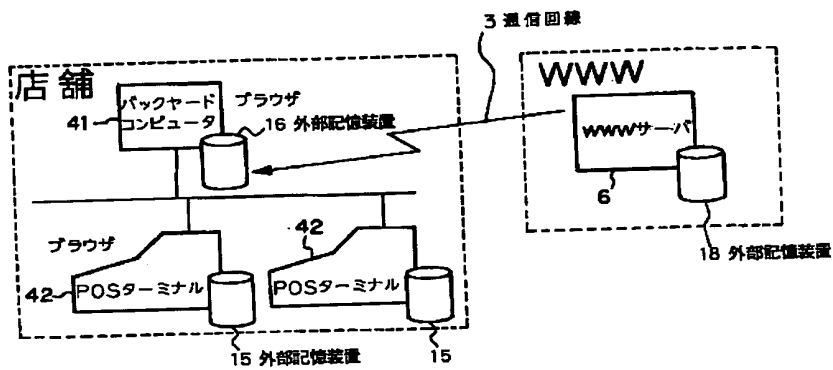 3 通信回線
店舗
バックヤード
コンピュータ
41
ブラウザ
16 外部記憶装置
WWW
WWWサーバ
6
18 外部記憶装置
ブラウザ
42
POSターミナル
42
POSターミナル
15 外部記憶装置
15